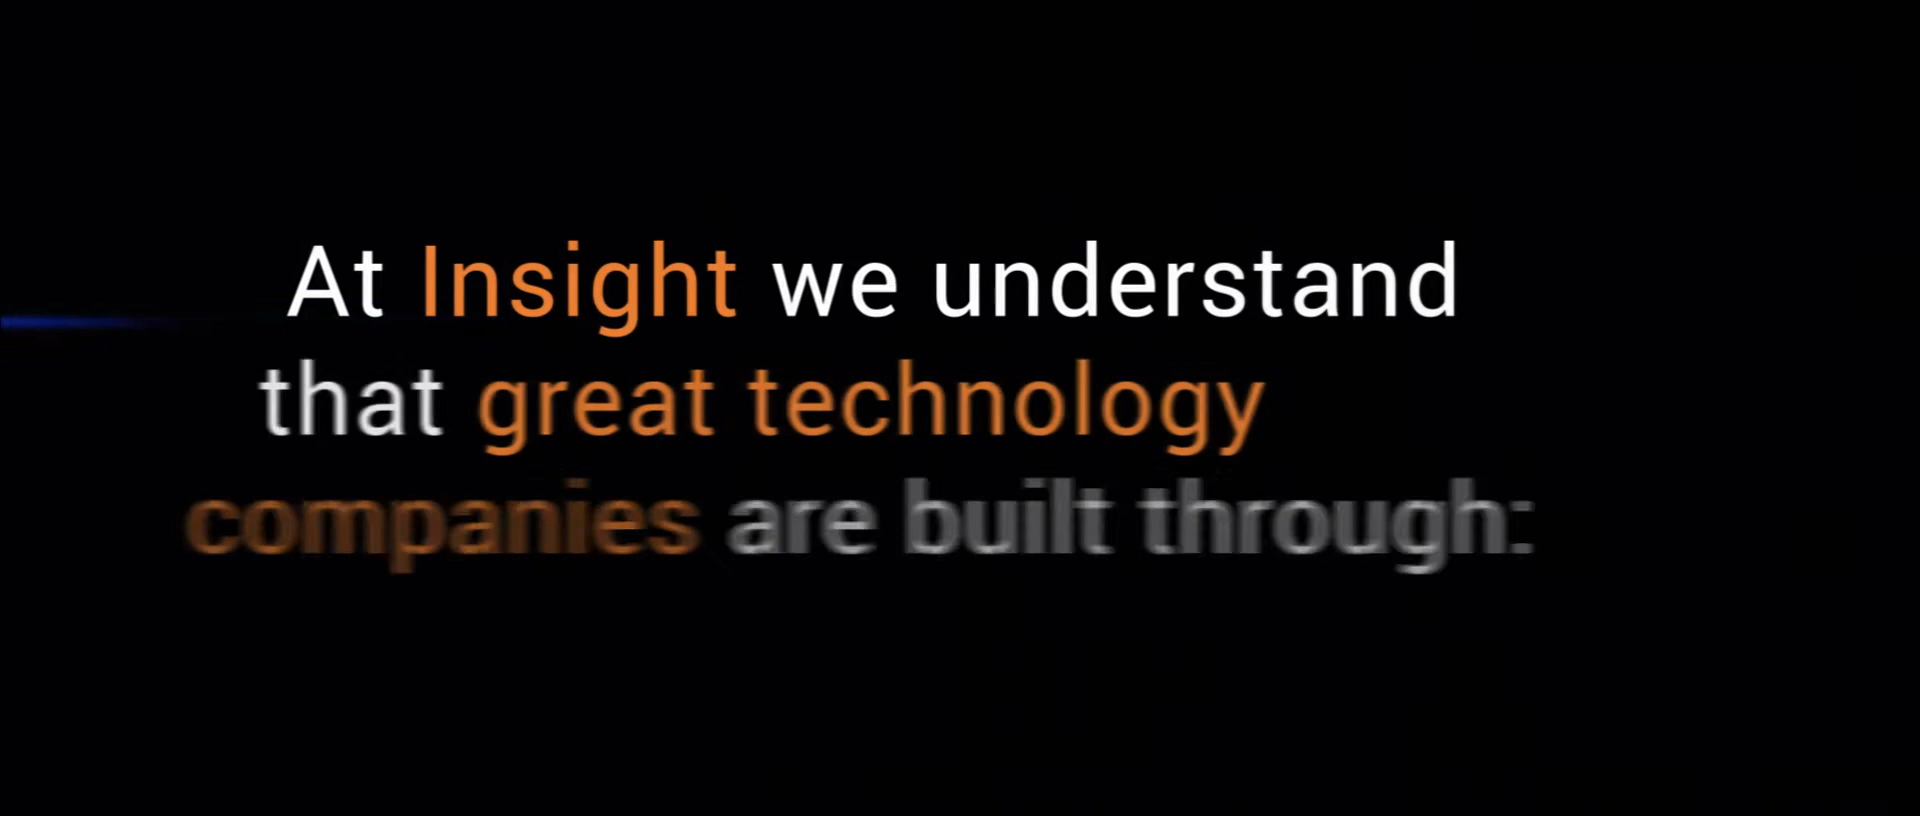 At Insight we understand
that great technology
companies are built through: